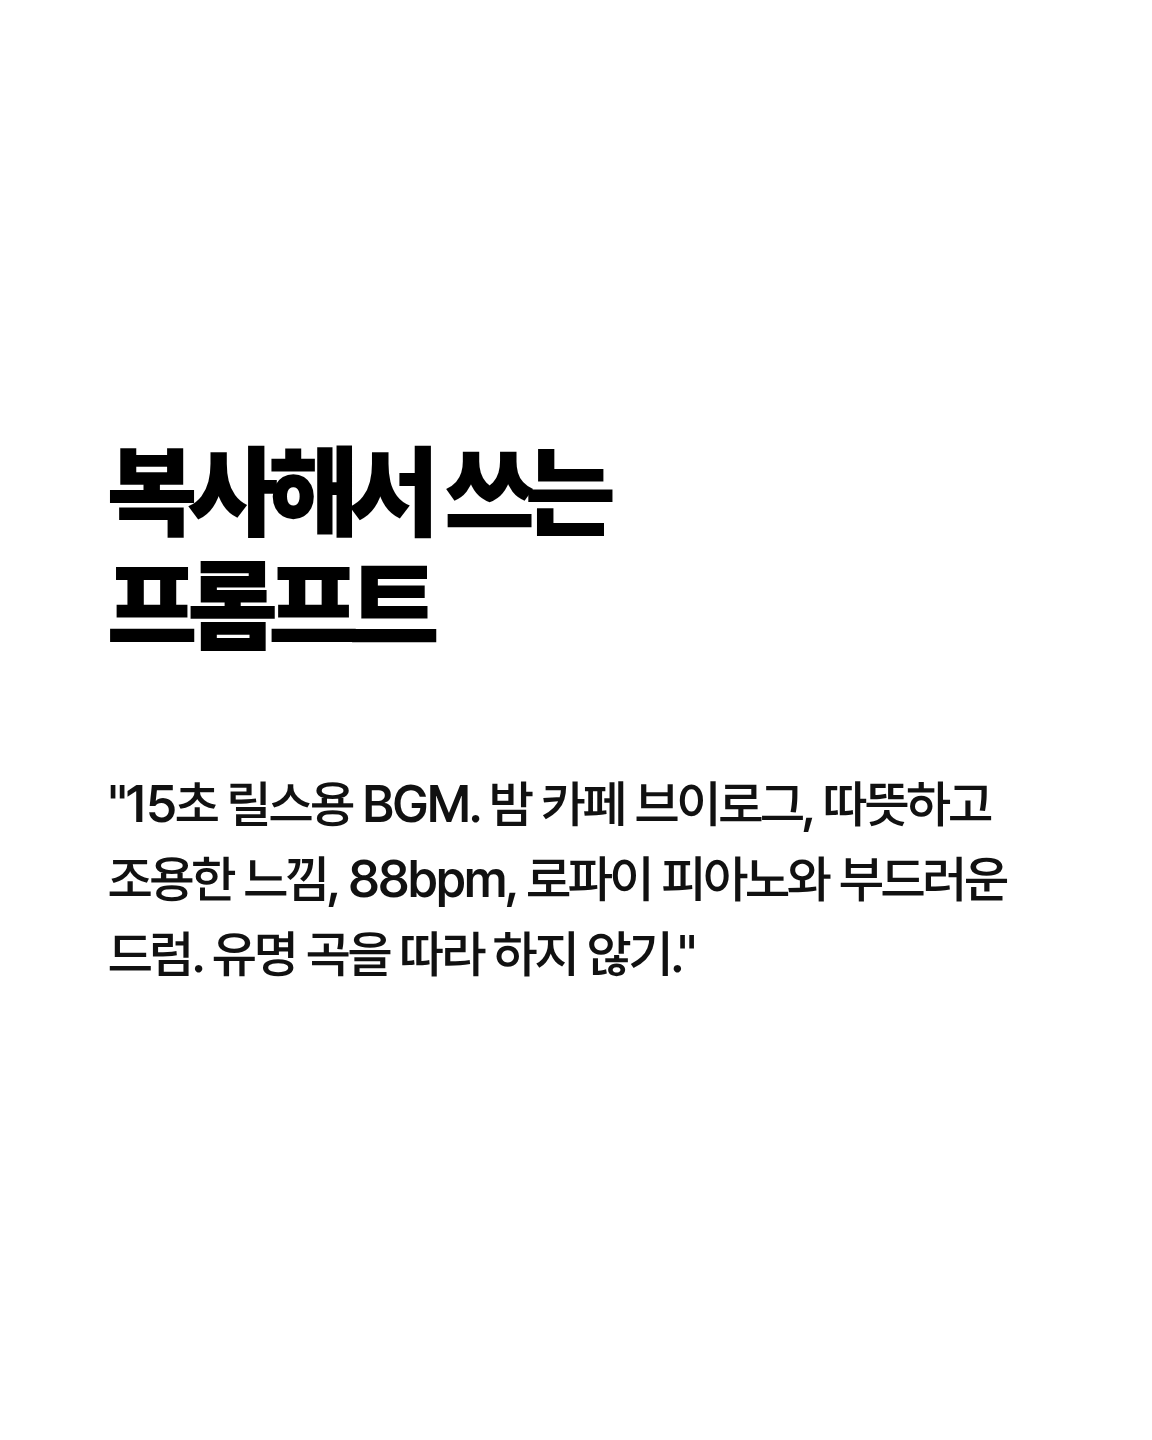 복사해서 쓰는
프롬프트
"15초 릴스용 BGM. 밤 카페 브이로그, 따뜻하고
조용한 느낌, 88bpm, 로파이 피아노와 부드러운
드럼. 유명 곡을 따라 하지 않기."